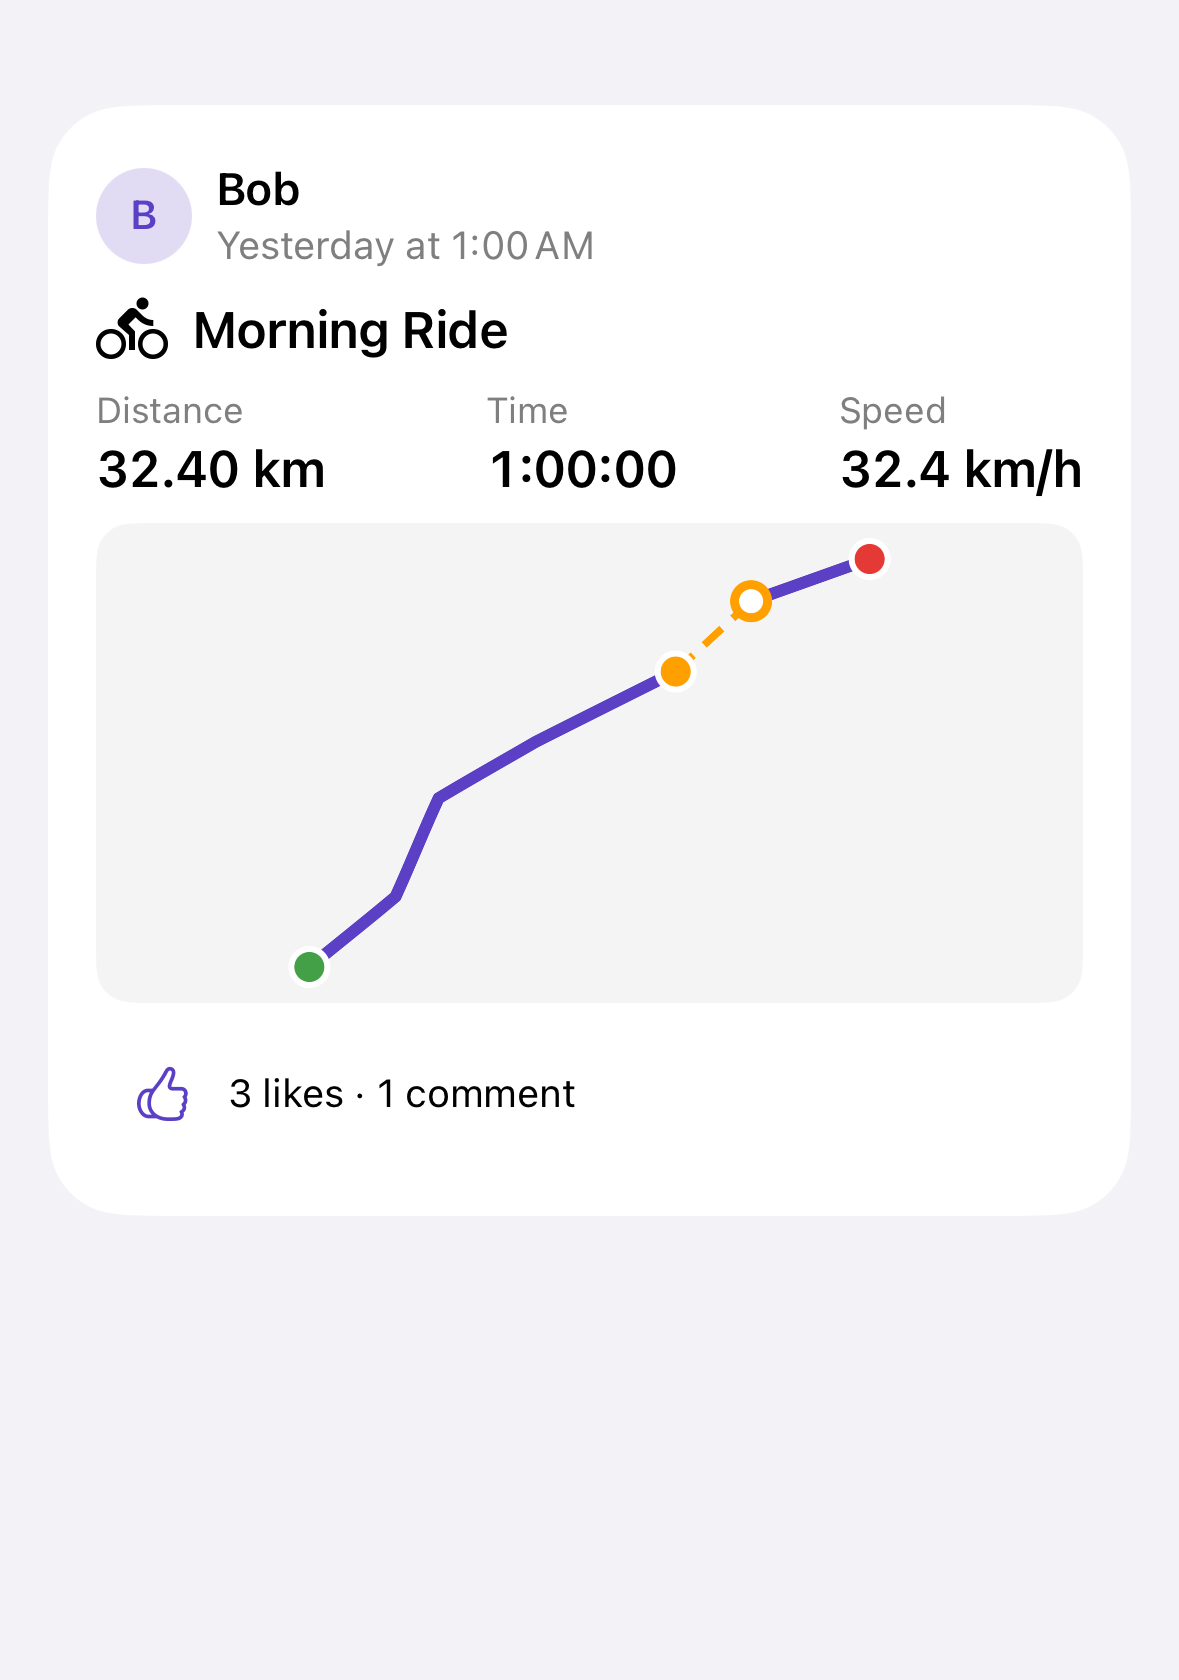 B
Bob
Yesterday at 1:00 AM
Morning Ride
Distance Time Speed
32.40 km 1:00:00 32.4 km/h
3 likes · 1 comment